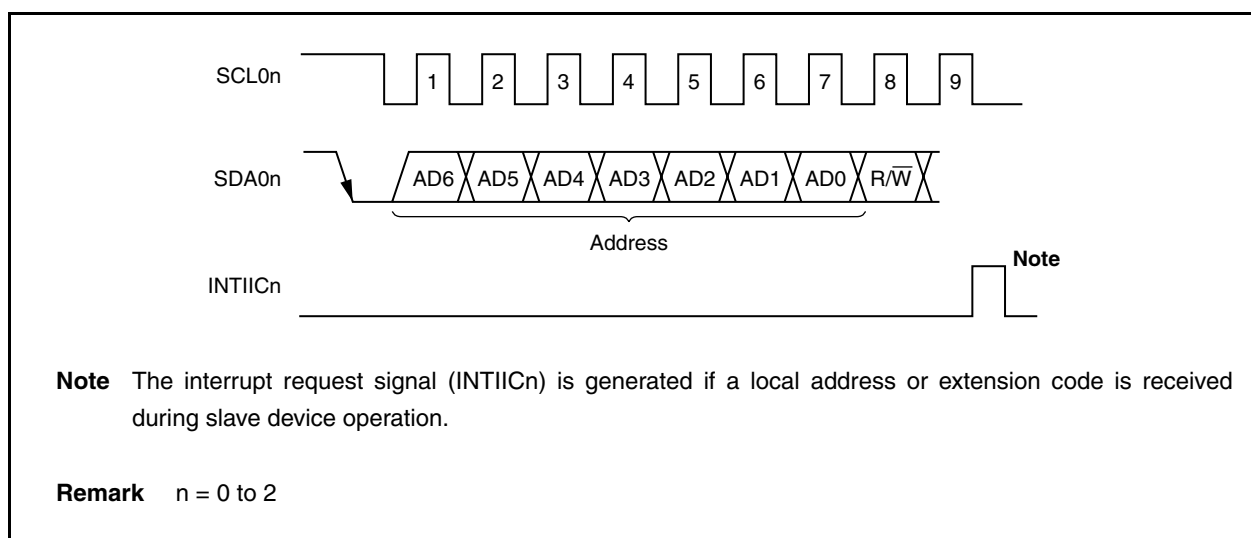 SCL0n 1 2 3 4 5 6 7 8 9
SDA0n AD6 AD5 AD4 AD3 AD2 AD1 AD0 R/W̅
Address
INTIICn Note
Note The interrupt request signal (INTIICn) is generated if a local address or extension code is received
during slave device operation.
Remark n = 0 to 2